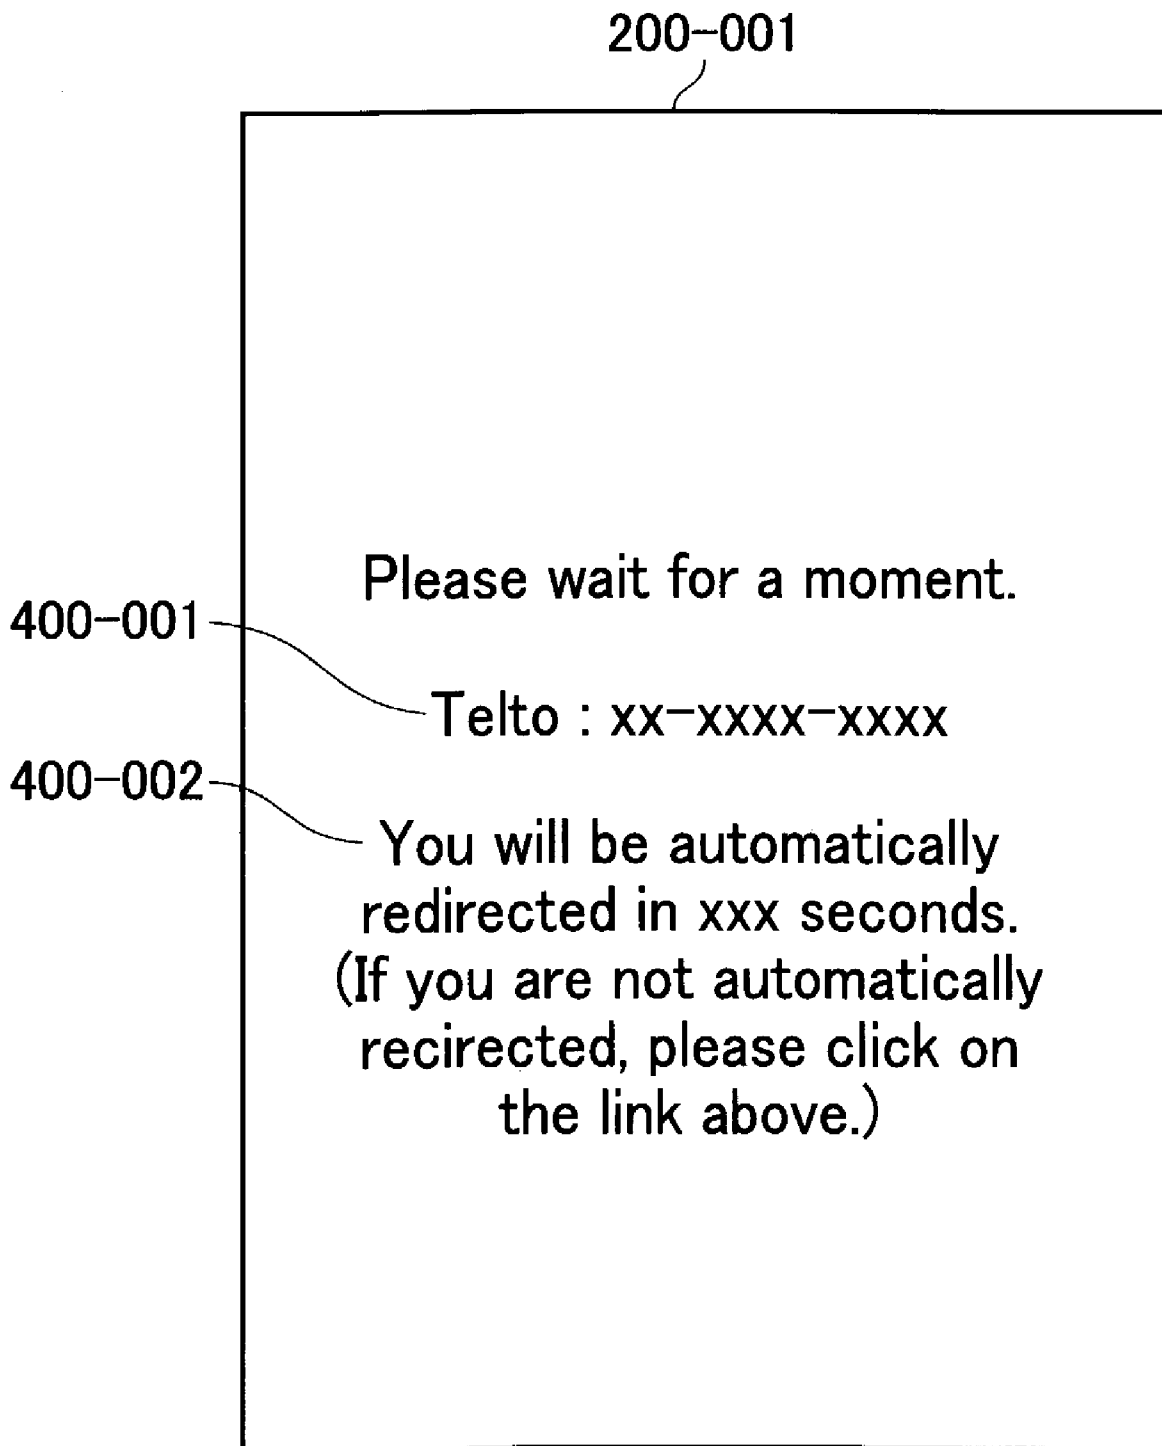 200-001
Please wait for a moment.
400-001
Telto : xx-xxxx-xxxx
400-002
You will be automatically
redirected in xxx seconds.
(If you are not automatically
recirected, please click on
the link above.)